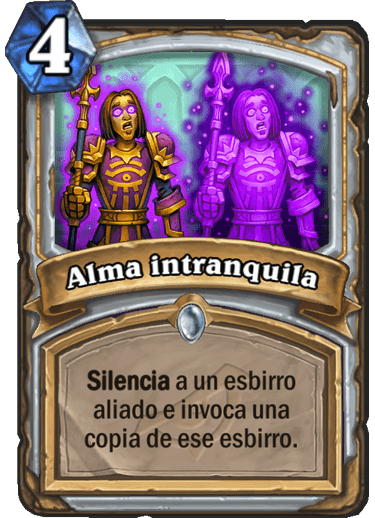 4
Alma intranquila
Silencia a un esbirro
aliado e invoca una
copia de ese esbirro.